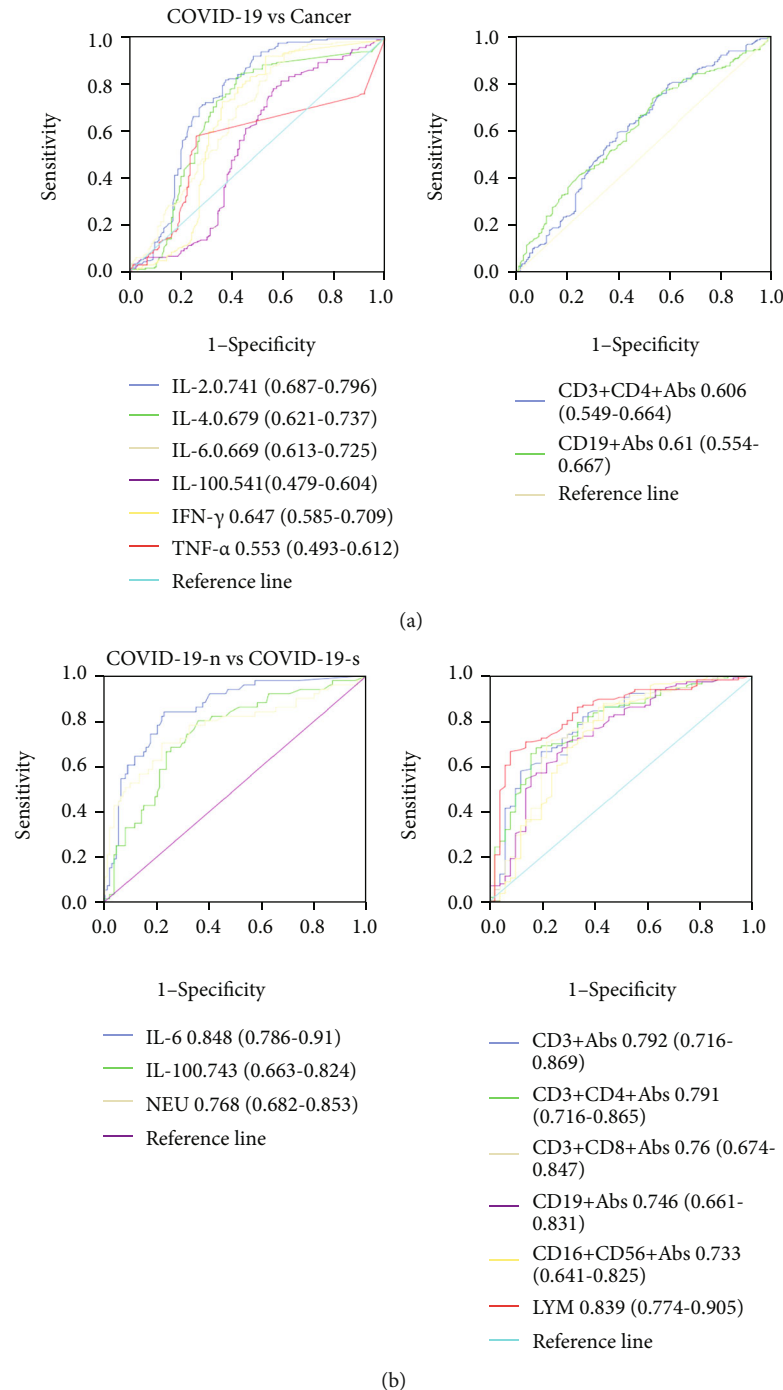 COVID-19 vs Cancer
1.0
0.8
0.6
0.4
0.2
0.0
Sensitivity
0.0 0.2 0.4 0.6 0.8 1.0
1–Specificity
IL-2.0.741 (0.687-0.796)
IL-4.0.679 (0.621-0.737)
IL-6.0.669 (0.613-0.725)
IL-100.541(0.479-0.604)
IFN-γ 0.647 (0.585-0.709)
TNF-α 0.553 (0.493-0.612)
Reference line
1.0
0.8
0.6
0.4
0.2
0.0
Sensitivity
0.0 0.2 0.4 0.6 0.8 1.0
1–Specificity
CD3+CD4+Abs 0.606
(0.549-0.664)
CD19+Abs 0.61 (0.554-
0.667)
Reference line
(a)
COVID-19-n vs COVID-19-s
1.0
0.8
0.6
0.4
0.2
0.0
Sensitivity
0.0 0.2 0.4 0.6 0.8 1.0
1–Specificity
IL-6 0.848 (0.786-0.91)
IL-100.743 (0.663-0.824)
NEU 0.768 (0.682-0.853)
Reference line
1.0
0.8
0.6
0.4
0.2
0.0
Sensitivity
0.0 0.2 0.4 0.6 0.8 1.0
1–Specificity
CD3+Abs 0.792 (0.716-
0.869)
CD3+CD4+Abs 0.791
(0.716-0.865)
CD3+CD8+Abs 0.76 (0.674-
0.847)
CD19+Abs 0.746 (0.661-
0.831)
CD16+CD56+Abs 0.733
(0.641-0.825)
LYM 0.839 (0.774-0.905)
Reference line
(b)